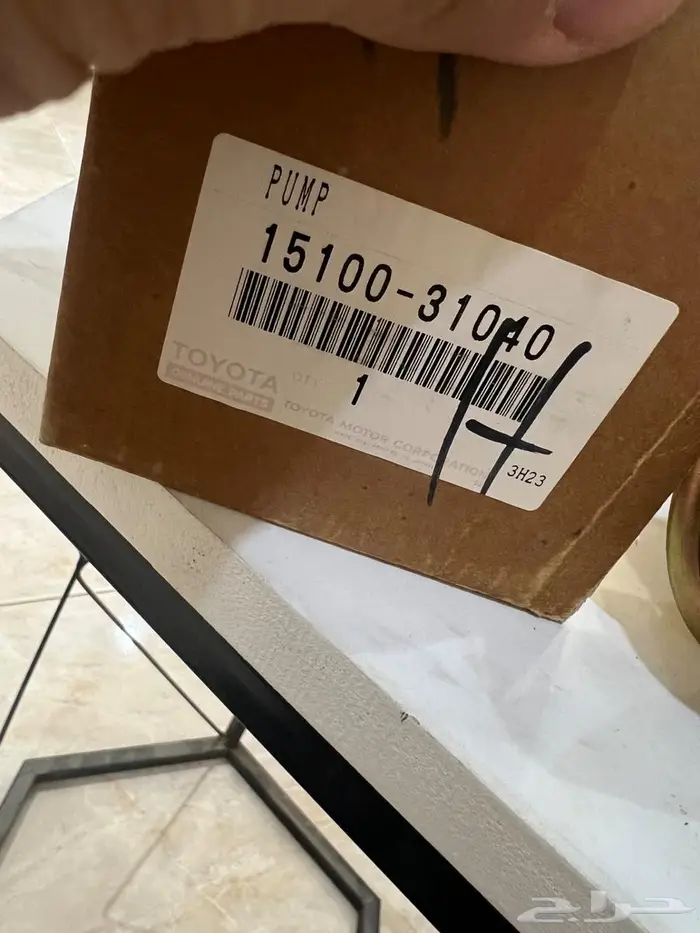 PUMP
15100-31040
TOYOTA
GENUINE PARTS
QTY
1
TOYOTA MOTOR CORPORATION
3H23
H
حراج